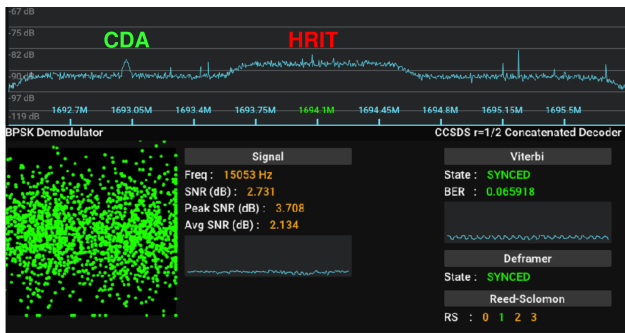 -67 dB
-75 dB
CDA HRIT
-82 dB
-90 dB
-97 dB
1692.7M 1693.05M 1693.4M 1693.75M 1694.1M 1694.45M 1694.8M 1695.15M 1695.5M
-119 dB
BPSK Demodulator CCSDS r=1/2 Concatenated Decoder
Signal Viterbi
Freq : 15053 Hz State : SYNCED
SNR (dB) : 2.731 BER : 0.065918
Peak SNR (dB) : 3.708
Avg SNR (dB) : 2.134
Deframer
State : SYNCED
Reed-Solomon
RS : 0 1 2 3